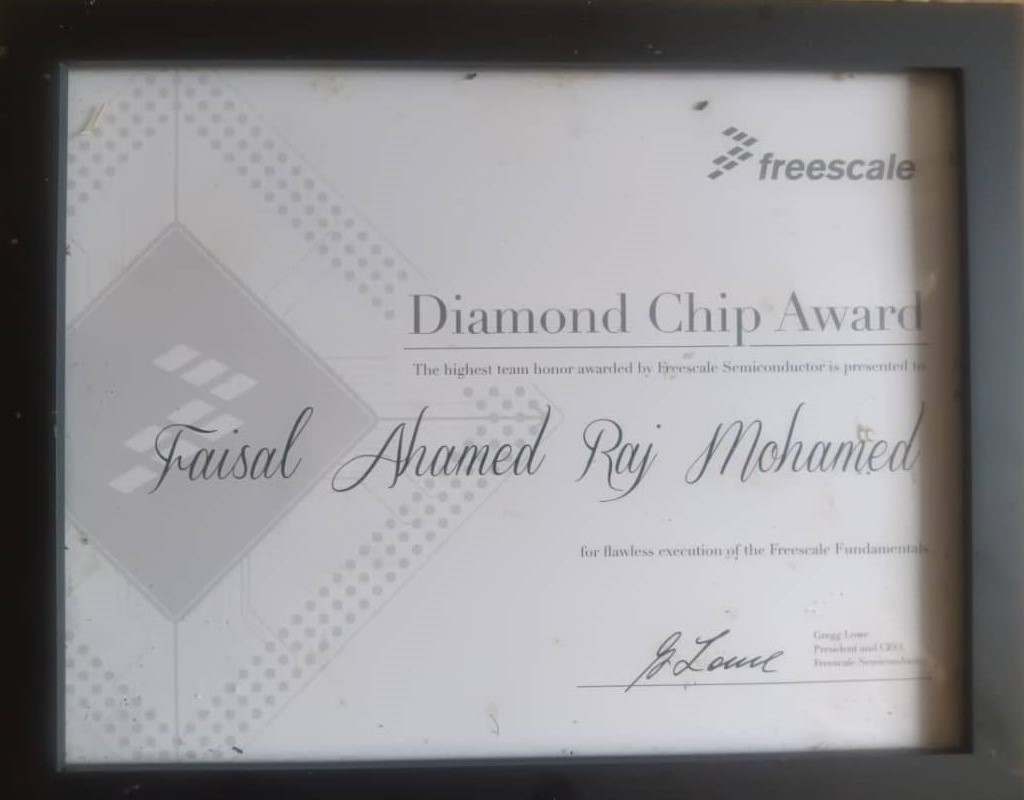 freescale
Diamond Chip Award
The highest team honor awarded by Freescale Semiconductor is presented to
Faisal Ahamed Raj Mohamed
for flawless execution of the Freescale Fundamentals
G Lowe
Gregg Lowe
President and CEO,
Freescale Semiconductor